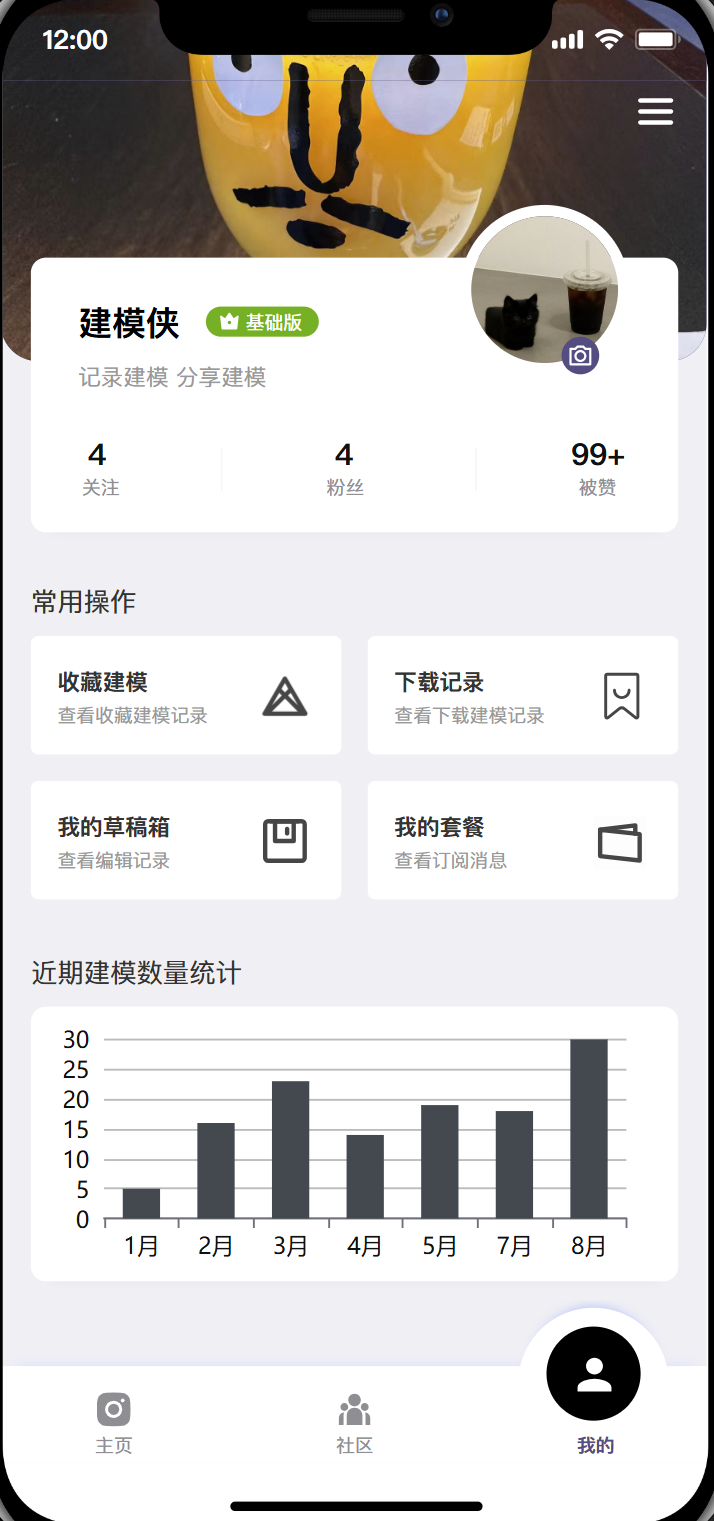 12:00
建模侠 基础版
记录建模 分享建模
4 4 99+
关注 粉丝 被赞
常用操作
收藏建模 下载记录
查看收藏建模记录 查看下载建模记录
我的草稿箱 我的套餐
查看编辑记录 查看订阅消息
近期建模数量统计
30
25
20
15
10
5
0
1月 2月 3月 4月 5月 7月 8月
主页 社区 我的